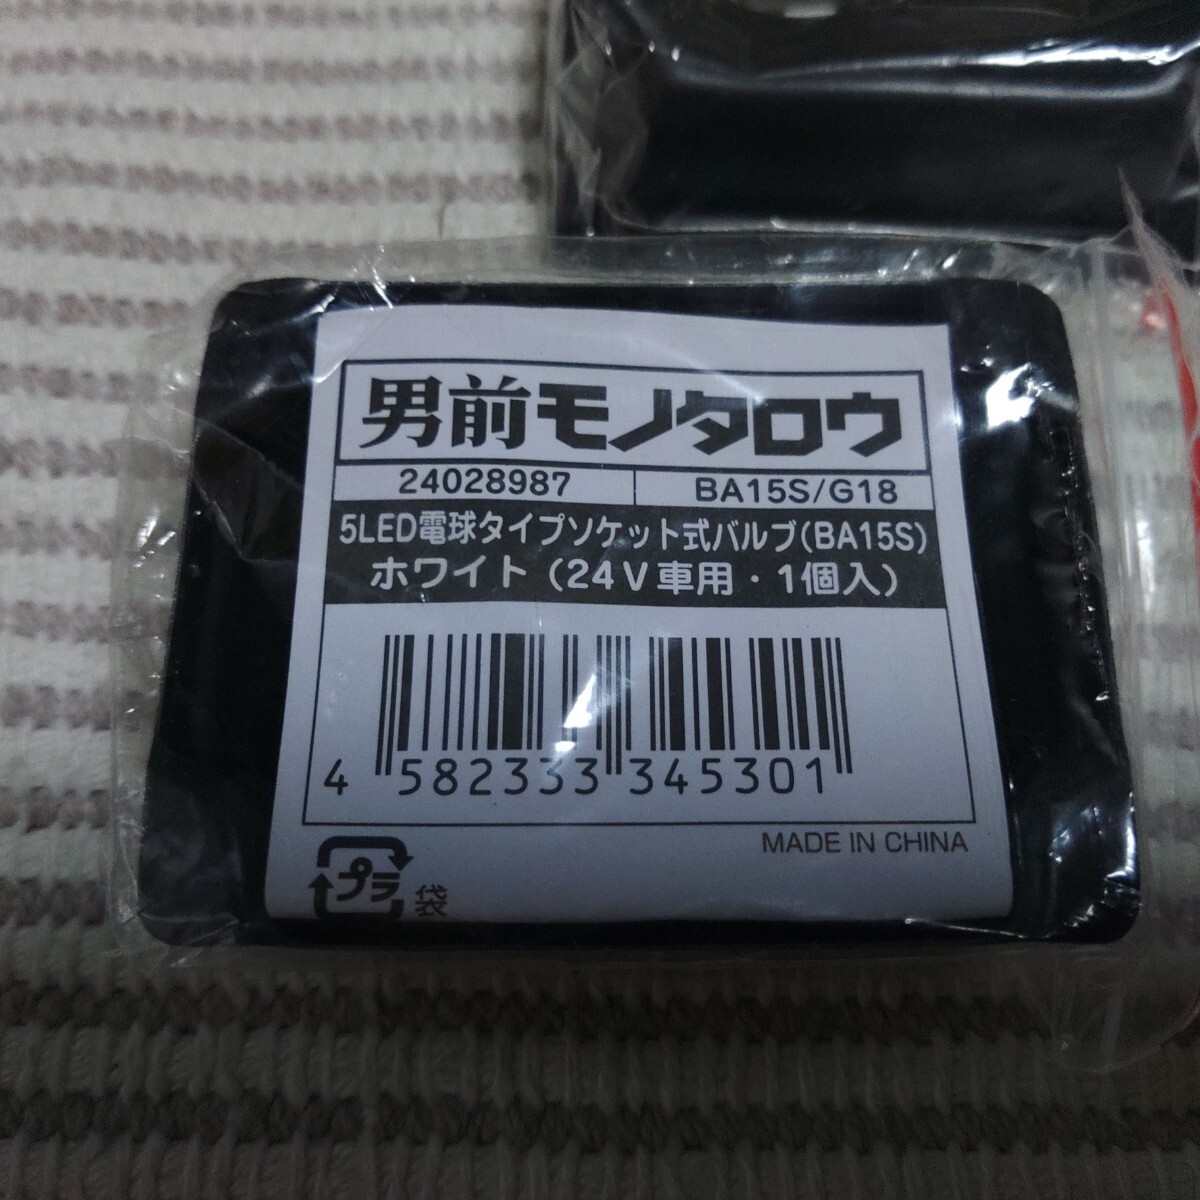 男前モノタロウ
24028987 BA15S/G18
5LED電球タイプソケット式バルブ(BA15S)
ホワイト（24V車用・1個入）
4 582333 345301
MADE IN CHINA
プラ 袋